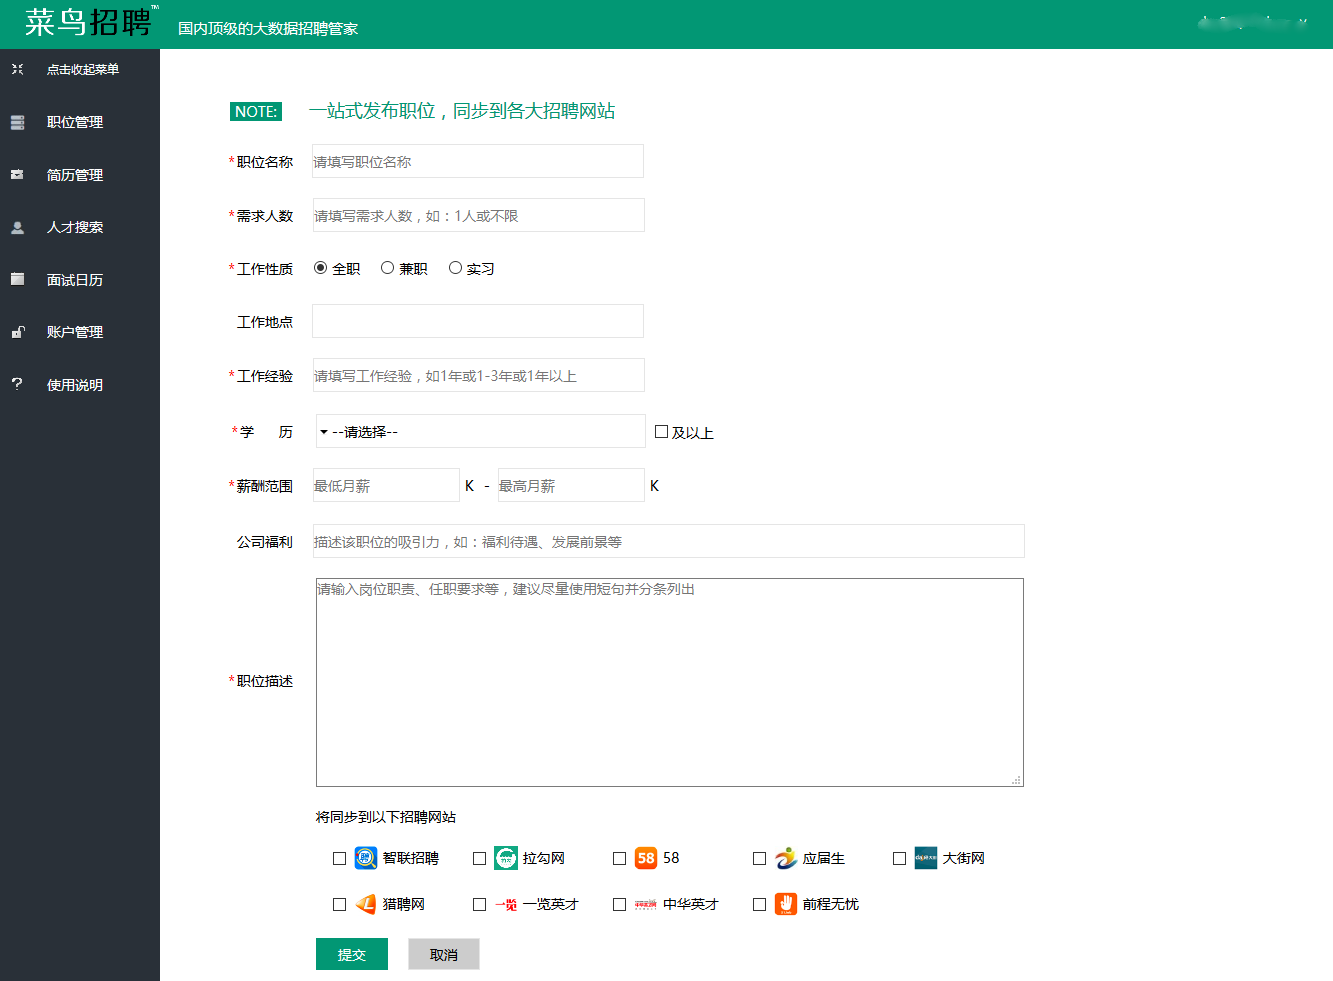 菜鸟招聘™
国内顶级的大数据招聘管家
点击收起菜单
职位管理
简历管理
人才搜索
面试日历
账户管理
使用说明
NOTE: 一站式发布职位，同步到各大招聘网站
*职位名称 请填写职位名称
*需求人数 请填写需求人数，如：1人或不限
*工作性质 全职 兼职 实习
工作地点
*工作经验 请填写工作经验，如1年或1-3年或1年以上
*学 历 --请选择-- 及以上
*薪酬范围 最低月薪 K - 最高月薪 K
公司福利 描述该职位的吸引力，如：福利待遇、发展前景等
*职位描述 请输入岗位职责、任职要求等，建议尽量使用短句并分条列出
将同步到以下招聘网站
智联招聘 拉勾网 58 58 应届生 大街网
猎聘网 一览 一览英才 中华英才 前程无忧
提交 取消